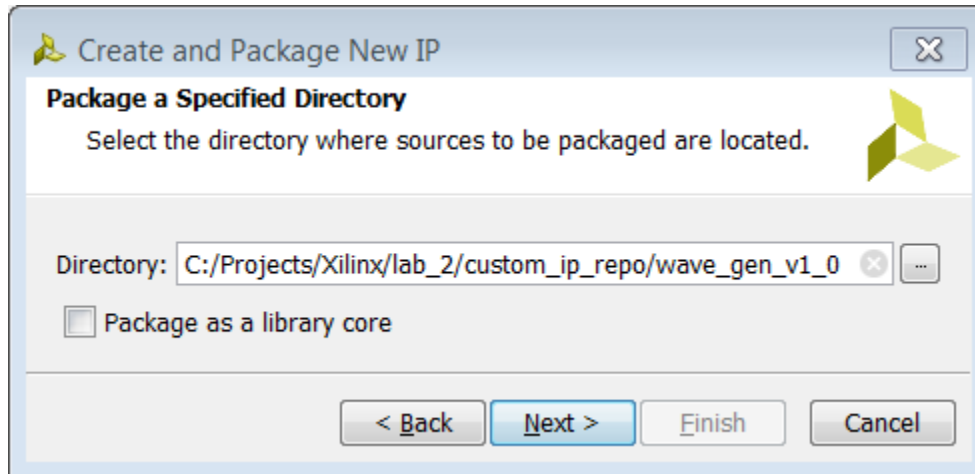 Create and Package New IP
Package a Specified Directory
Select the directory where sources to be packaged are located.
Directory: C:/Projects/Xilinx/lab_2/custom_ip_repo/wave_gen_v1_0 ...
Package as a library core
< Back Next > Finish Cancel